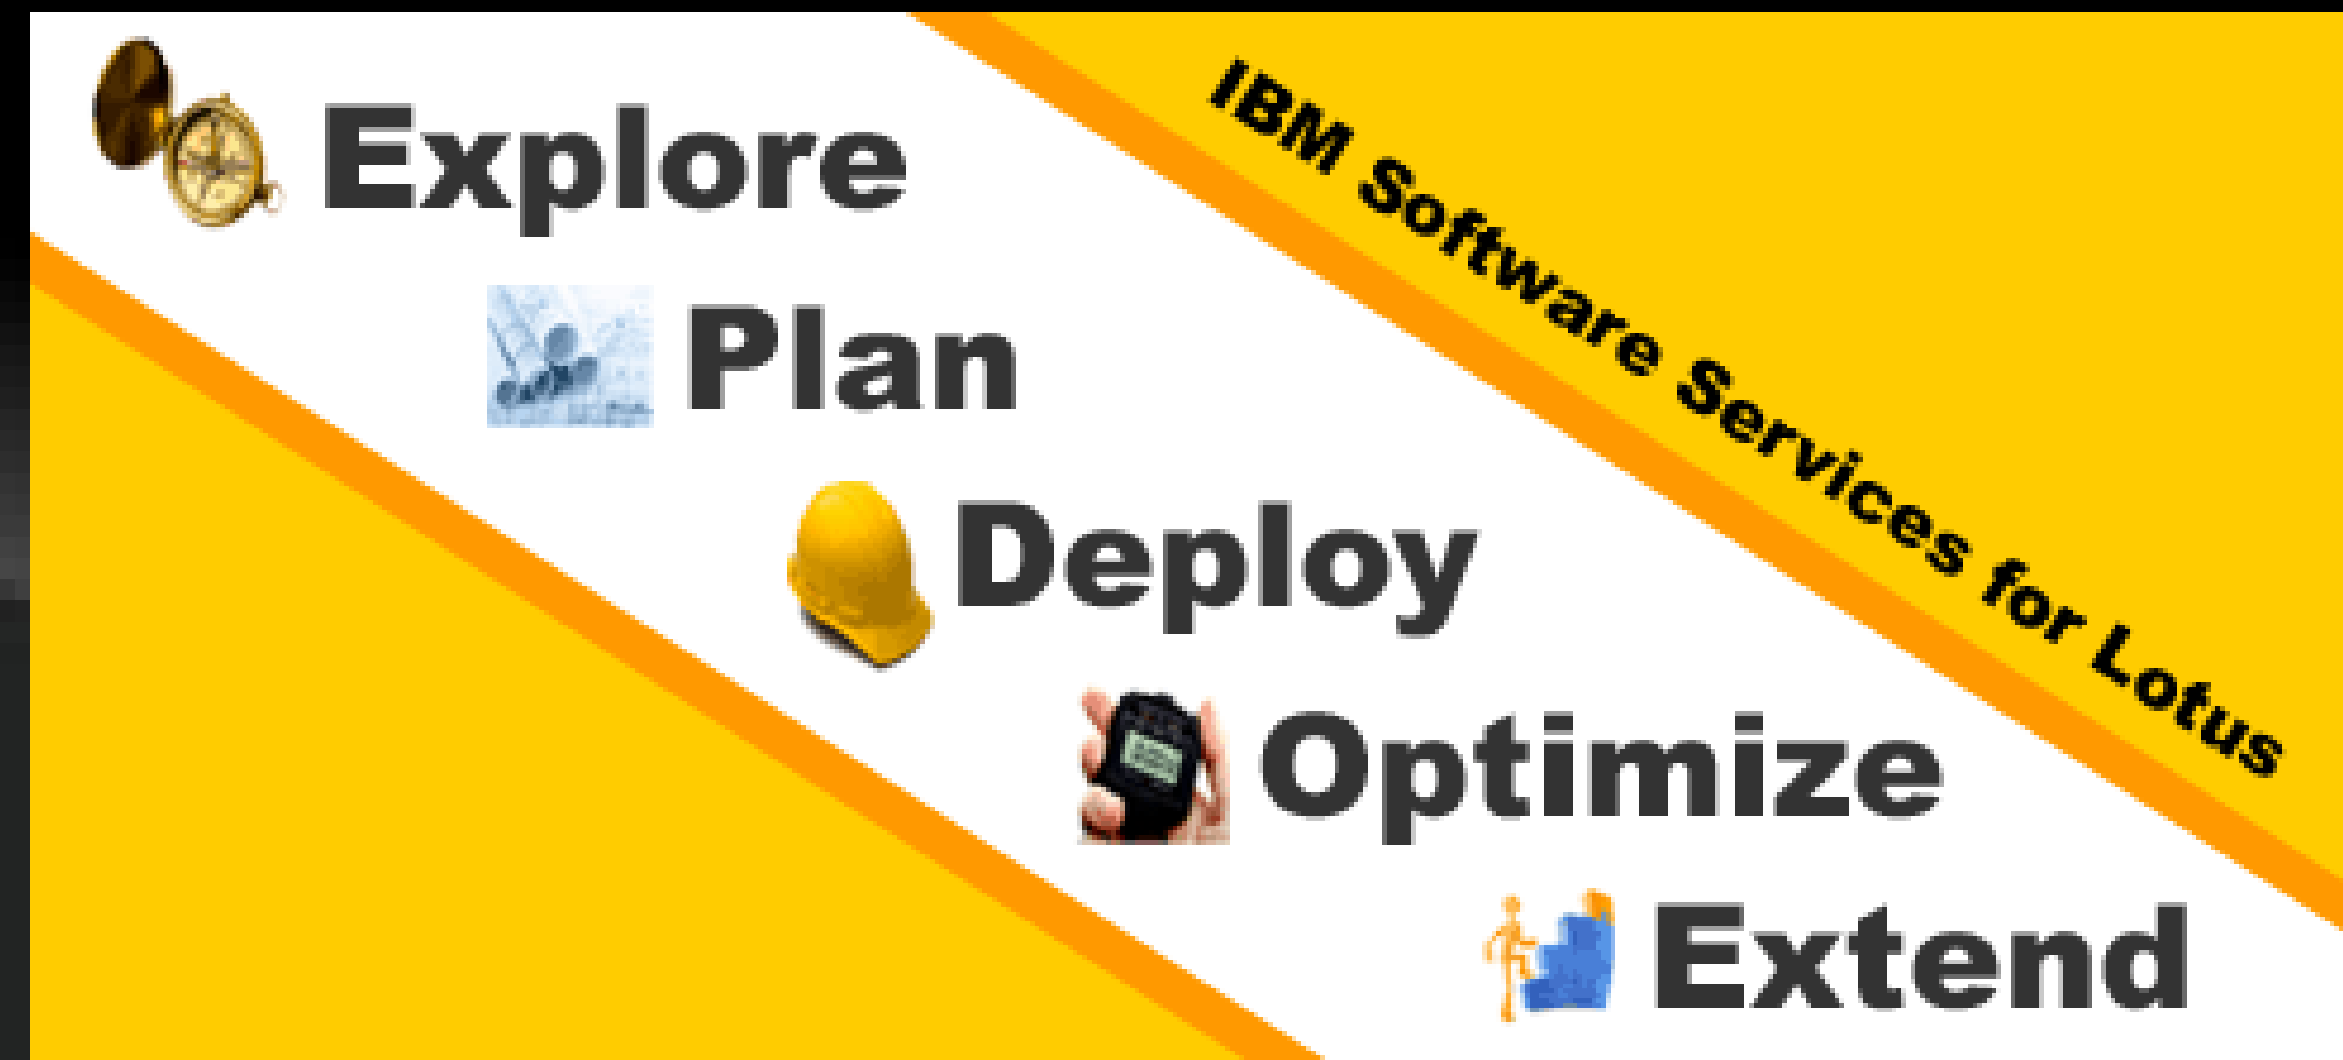 Explore
IBM Software Services for Lotus
Plan
Deploy
Optimize
Extend